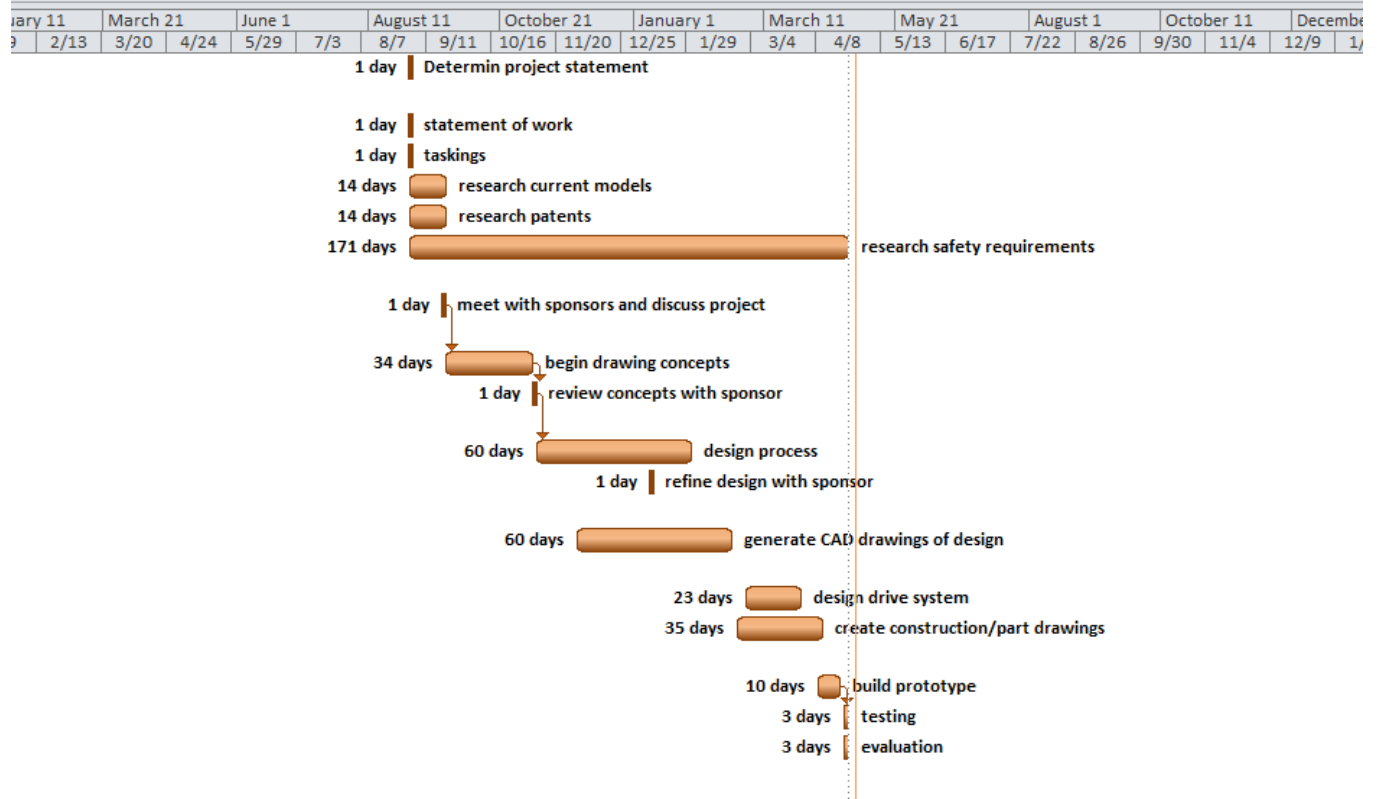 uary 11 March 21 June 1 August 11 October 21 January 1 March 11 May 21 August 1 October 11 Decembe
9 2/13 3/20 4/24 5/29 7/3 8/7 9/11 10/16 11/20 12/25 1/29 3/4 4/8 5/13 6/17 7/22 8/26 9/30 11/4 12/9 1/
1 day Determin project statement
1 day statement of work
1 day taskings
14 days research current models
14 days research patents
171 days research safety requirements
1 day meet with sponsors and discuss project
34 days begin drawing concepts
1 day review concepts with sponsor
60 days design process
1 day refine design with sponsor
60 days generate CAD drawings of design
23 days design drive system
35 days create construction/part drawings
10 days build prototype
3 days testing
3 days evaluation